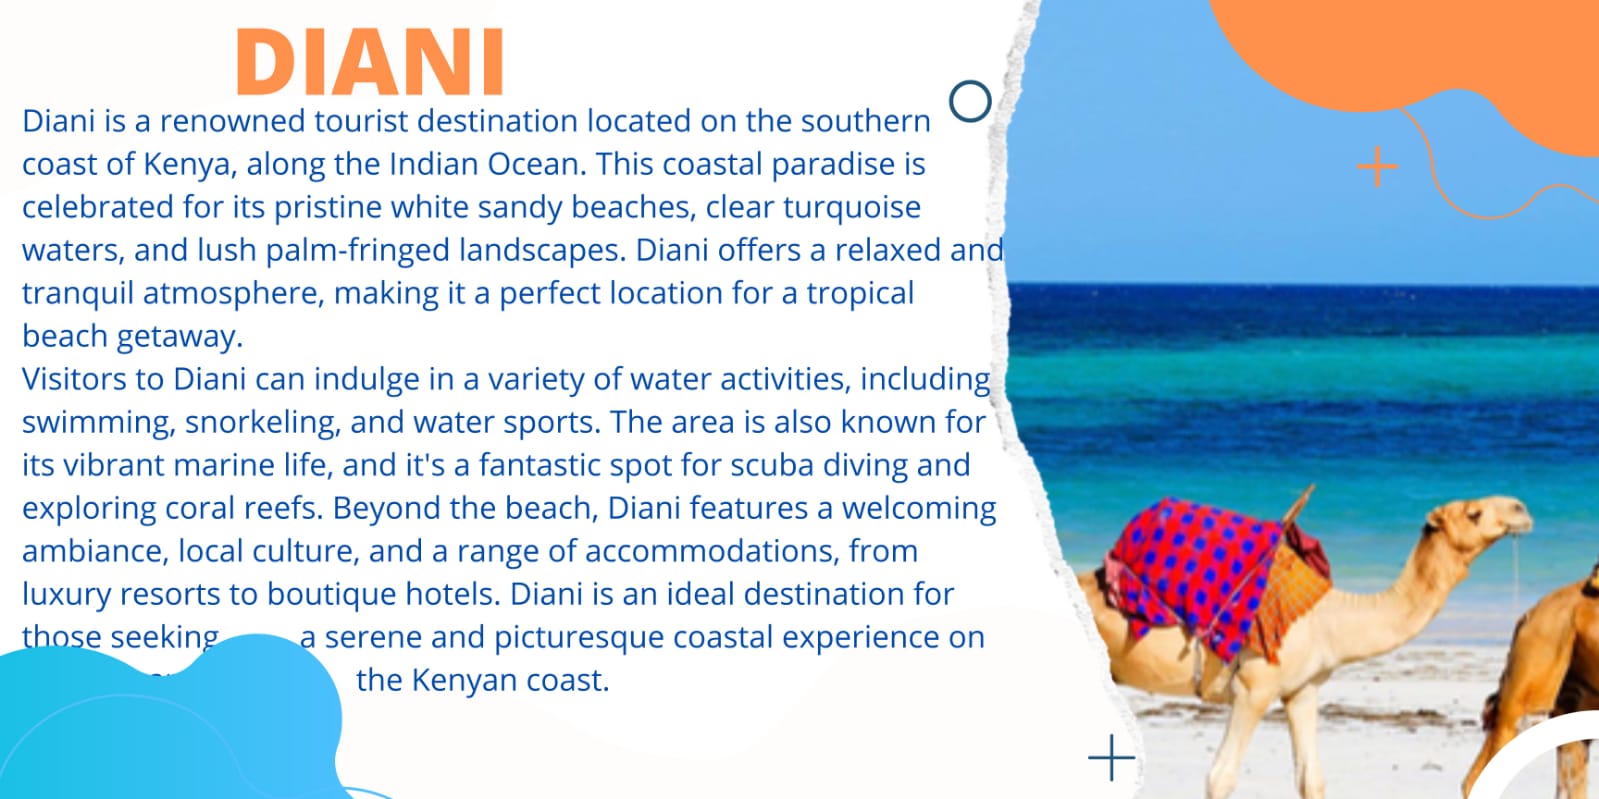 DIANI
Diani is a renowned tourist destination located on the southern
coast of Kenya, along the Indian Ocean. This coastal paradise is
celebrated for its pristine white sandy beaches, clear turquoise
waters, and lush palm-fringed landscapes. Diani offers a relaxed and
tranquil atmosphere, making it a perfect location for a tropical
beach getaway.
Visitors to Diani can indulge in a variety of water activities, including
swimming, snorkeling, and water sports. The area is also known for
its vibrant marine life, and it's a fantastic spot for scuba diving and
exploring coral reefs. Beyond the beach, Diani features a welcoming
ambiance, local culture, and a range of accommodations, from
luxury resorts to boutique hotels. Diani is an ideal destination for
those seeking a serene and picturesque coastal experience on
the Kenyan coast.